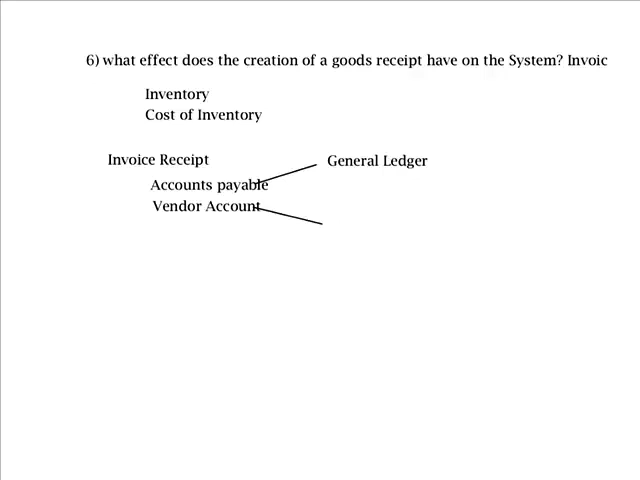 6) what effect does the creation of a goods receipt have on the System? Invoic
Inventory
Cost of Inventory
Invoice Receipt
General Ledger
Accounts payable
Vendor Account